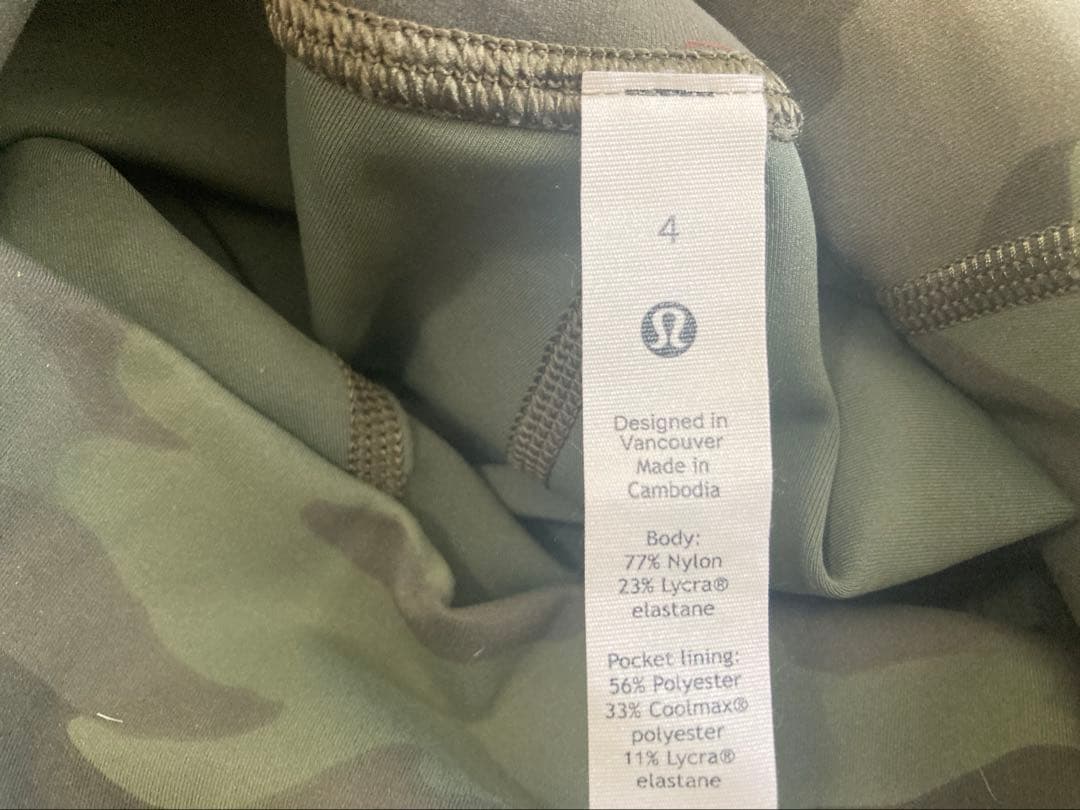 4
Designed in
Vancouver
Made in
Cambodia
Body:
77% Nylon
23% Lycra®
elastane
Pocket lining:
56% Polyester
33% Coolmax®
polyester
11% Lycra®
elastane